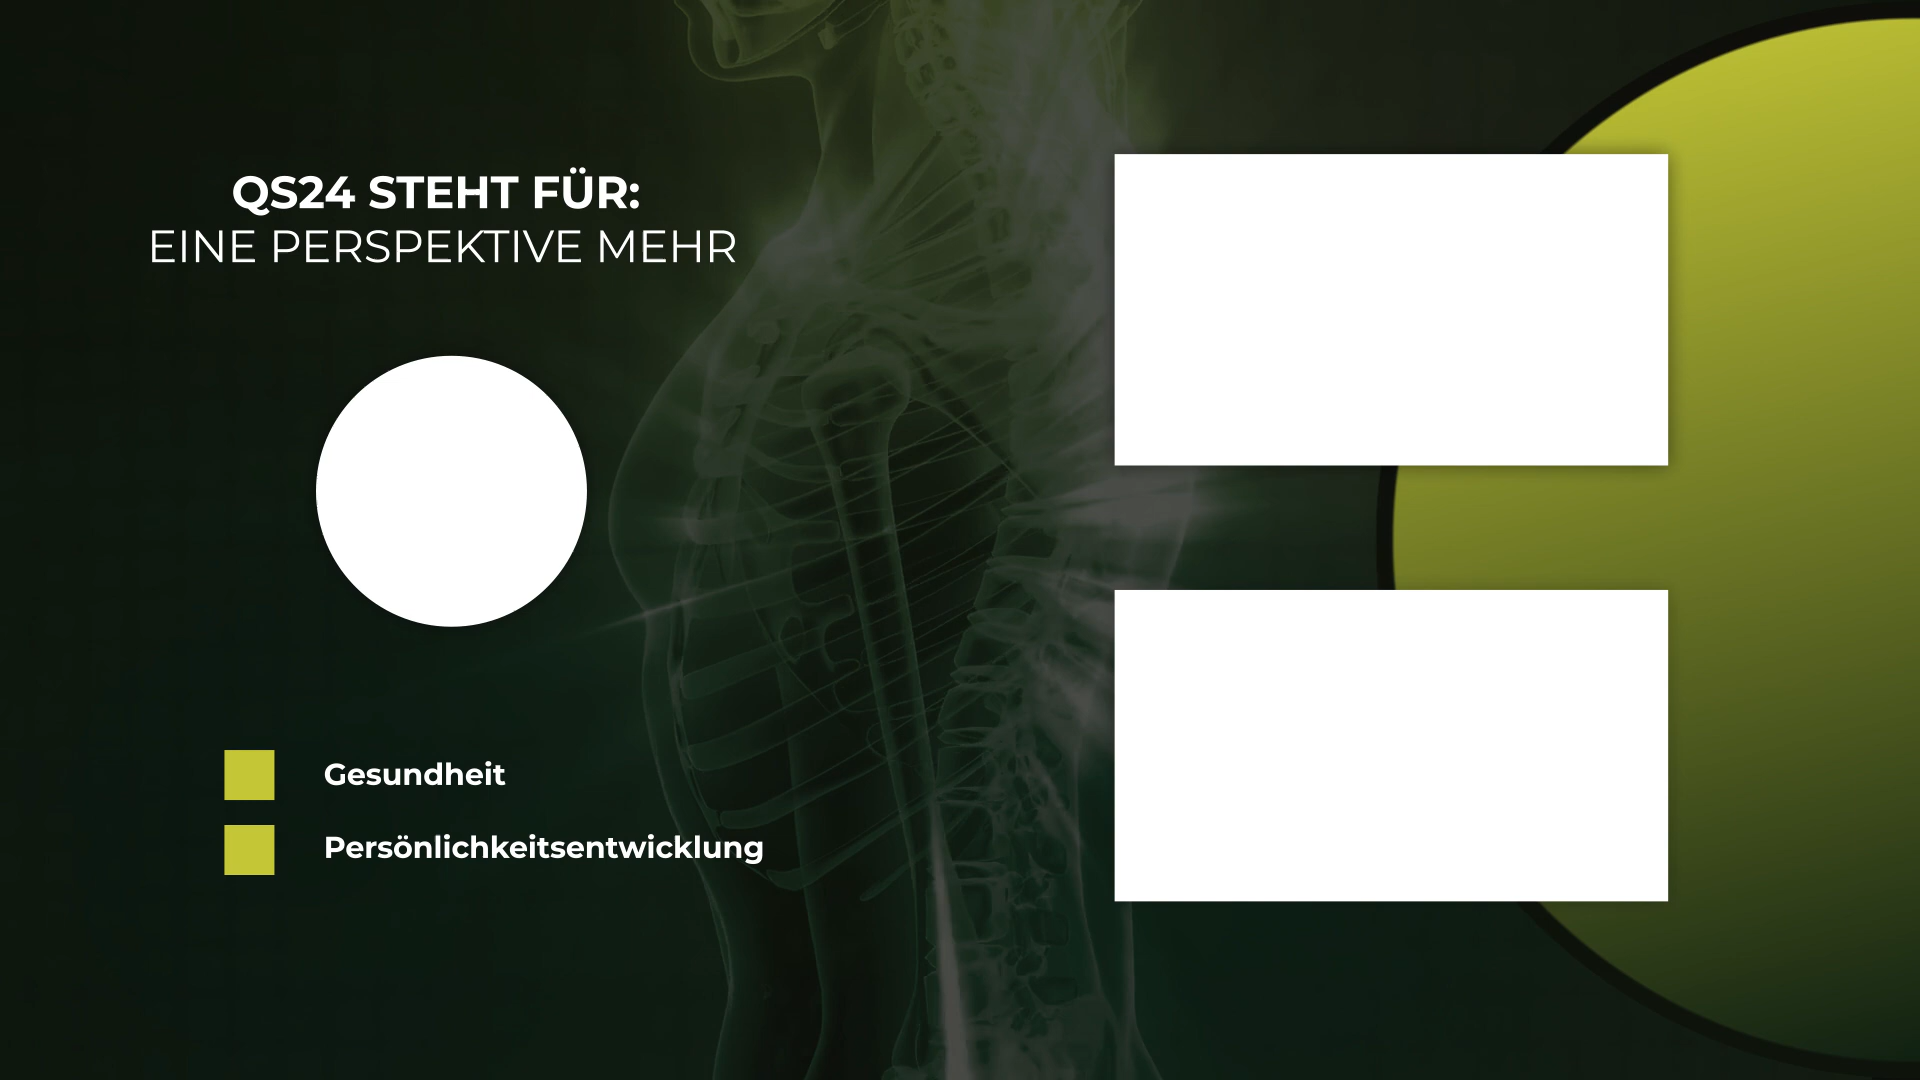 QS24 STEHT FÜR:
EINE PERSPEKTIVE MEHR
Gesundheit
Persönlichkeitsentwicklung